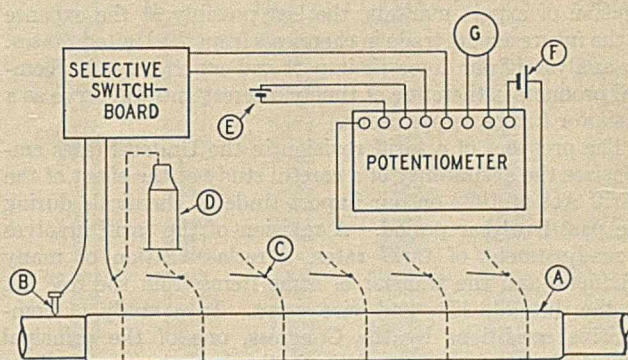 G
F
SELECTIVE
SWITCH-
BOARD
E
POTENTIOMETER
D
C
B
A